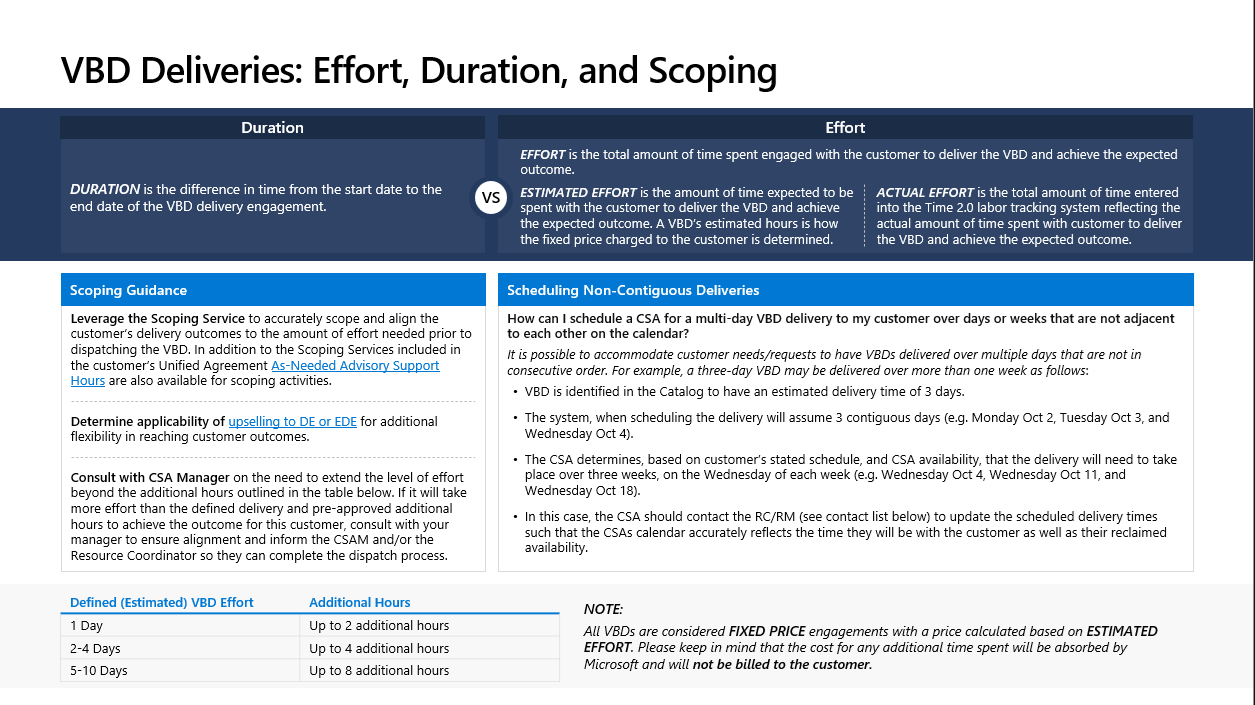 VBD Deliveries: Effort, Duration, and Scoping
Duration
DURATION is the difference in time from the start date to the
end date of the VBD delivery engagement.
VS
Effort
EFFORT is the total amount of time spent engaged with the customer to deliver the VBD and achieve the expected
outcome.
ESTIMATED EFFORT is the amount of time expected to be
spent with the customer to deliver the VBD and achieve
the expected outcome. A VBD's estimated hours is how
the fixed price charged to the customer is determined.
ACTUAL EFFORT is the total amount of time entered
into the Time 2.0 labor tracking system reflecting the
actual amount of time spent with customer to deliver
the VBD and achieve the expected outcome.
Scoping Guidance
Leverage the Scoping Service to accurately scope and align the
customer's delivery outcomes to the amount of effort needed prior to
dispatching the VBD. In addition to the Scoping Services included in
the customer's Unified Agreement As-Needed Advisory Support
Hours are also available for scoping activities.
Determine applicability of upselling to DE or EDE for additional
flexibility in reaching customer outcomes.
Consult with CSA Manager on the need to extend the level of effort
beyond the additional hours outlined in the table below. If it will take
more effort than the defined delivery and pre-approved additional
hours to achieve the outcome for this customer, consult with your
manager to ensure alignment and inform the CSAM and/or the
Resource Coordinator so they can complete the dispatch process.
Scheduling Non-Contiguous Deliveries
How can I schedule a CSA for a multi-day VBD delivery to my customer over days or weeks that are not adjacent
to each other on the calendar?
It is possible to accommodate customer needs/requests to have VBDs delivered over multiple days that are not in
consecutive order. For example, a three-day VBD may be delivered over more than one week as follows:
• VBD is identified in the Catalog to have an estimated delivery time of 3 days.
• The system, when scheduling the delivery will assume 3 contiguous days (e.g. Monday Oct 2, Tuesday Oct 3, and
Wednesday Oct 4).
• The CSA determines, based on customer's stated schedule, and CSA availability, that the delivery will need to take
place over three weeks, on the Wednesday of each week (e.g. Wednesday Oct 4, Wednesday Oct 11, and
Wednesday Oct 18).
• In this case, the CSA should contact the RC/RM (see contact list below) to update the scheduled delivery times
such that the CSAs calendar accurately reflects the time they will be with the customer as well as their reclaimed
availability.
Defined (Estimated) VBD Effort Additional Hours
1 Day Up to 2 additional hours
2-4 Days Up to 4 additional hours
5-10 Days Up to 8 additional hours
NOTE:
All VBDs are considered FIXED PRICE engagements with a price calculated based on ESTIMATED
EFFORT. Please keep in mind that the cost for any additional time spent will be absorbed by
Microsoft and will not be billed to the customer.